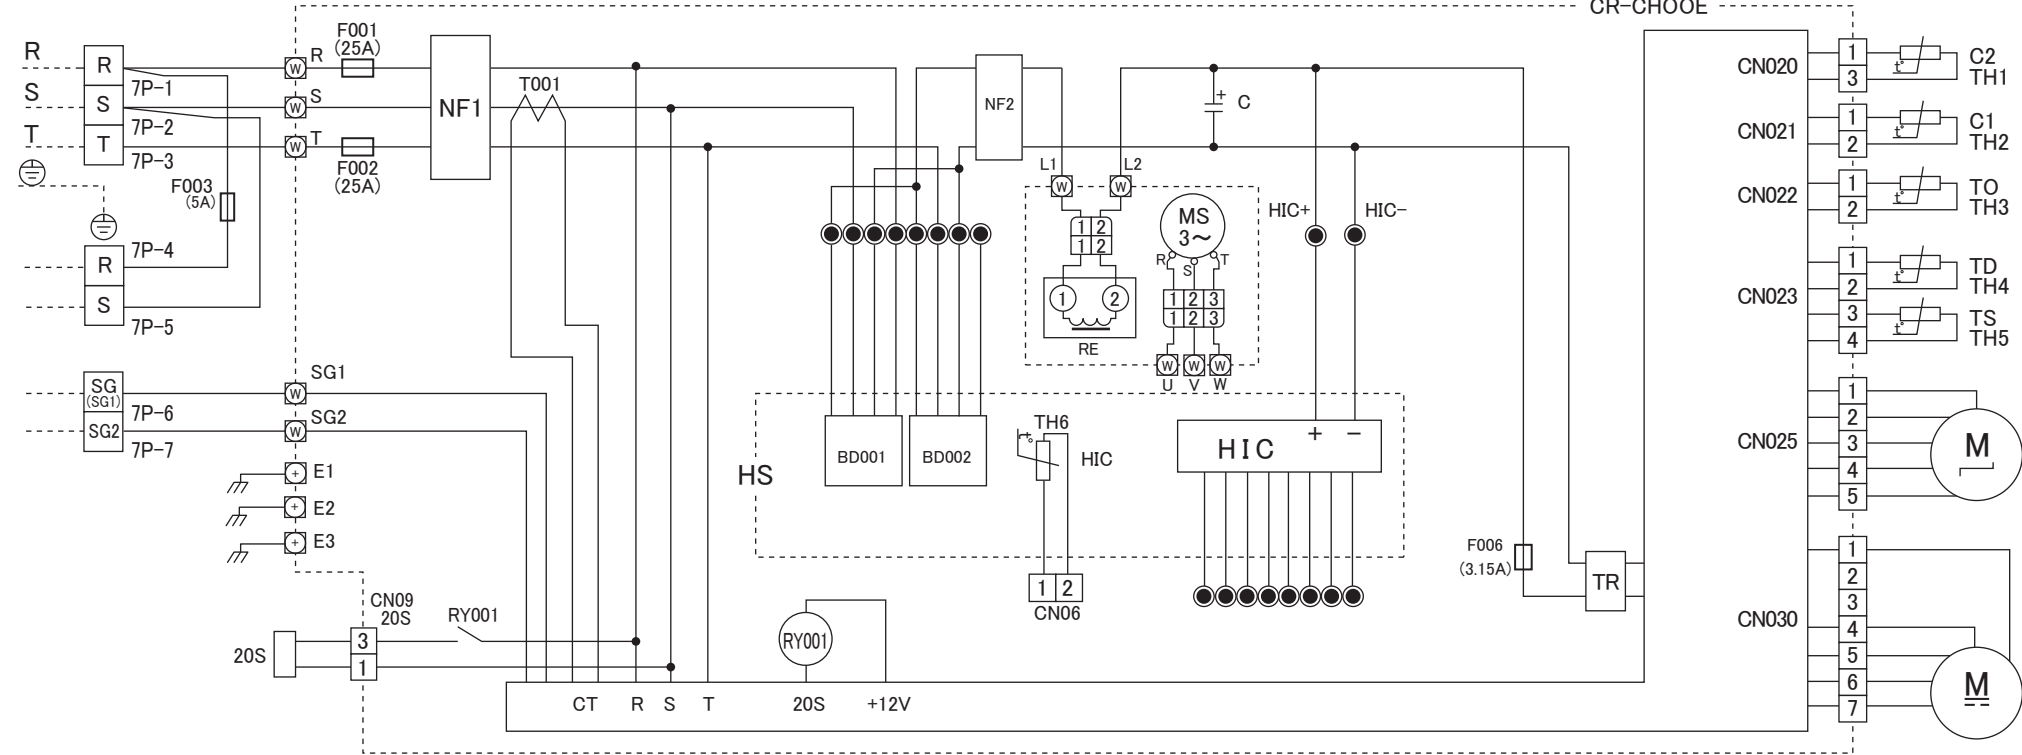 CR-CH00E
R
S
T
R
S
T
7P-1
7P-2
7P-3
F003
(5A)
R
S
7P-4
7P-5
SG
(SG1)
SG2
7P-6
7P-7
W
R
W
S
W
T
F001
(25A)
F002
(25A)
NF1
T001
W
SG1
W
SG2
+
E1
+
E2
+
E3
20S
CN09
20S
3
1
RY001
CT
R
S
T
20S
+12V
RY001
NF2
+
C
L1
W
L2
W
1 2
1 2
1
2
RE
MS
3~
R
S
T
1 2 3
1 2 3
W
W
W
U
V
W
HIC+
HIC-
HS
BD001
BD002
TH6
t°
HIC
1 2
CN06
HIC
+
-
F006
(3.15A)
TR
CN020
1
3
t°
C2
TH1
CN021
1
2
t°
C1
TH2
CN022
1
2
t°
TO
TH3
CN023
1
2
3
4
t°
TD
TH4
t°
TS
TH5
CN025
1
2
3
4
5
M
CN030
1
2
3
4
5
6
7
M